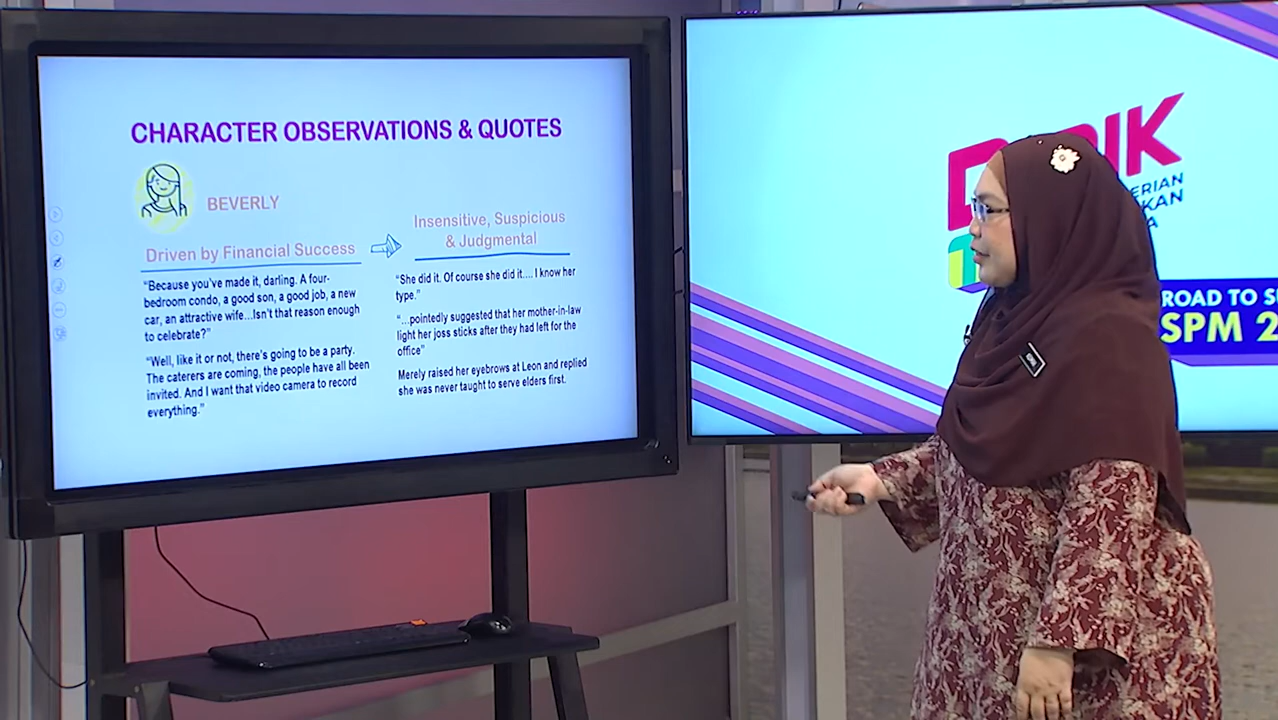 CHARACTER OBSERVATIONS & QUOTES
BEVERLY
Driven by Financial Success
“Because you've made it, darling. A four-
bedroom condo, a good son, a good job, a new
car, an attractive wife...Isn't that reason enough
to celebrate?”
“Well, like it or not, there's going to be a party.
The caterers are coming, the people have all been
invited. And I want that video camera to record
everything.”
Insensitive, Suspicious
& Judgmental
“She did it. Of course she did it.... I know her
type.”
“...pointedly suggested that her mother-in-law
light her joss sticks after they had left for the
office”
Merely raised her eyebrows at Leon and replied
she was never taught to serve elders first.
ROAD TO
SPM 2